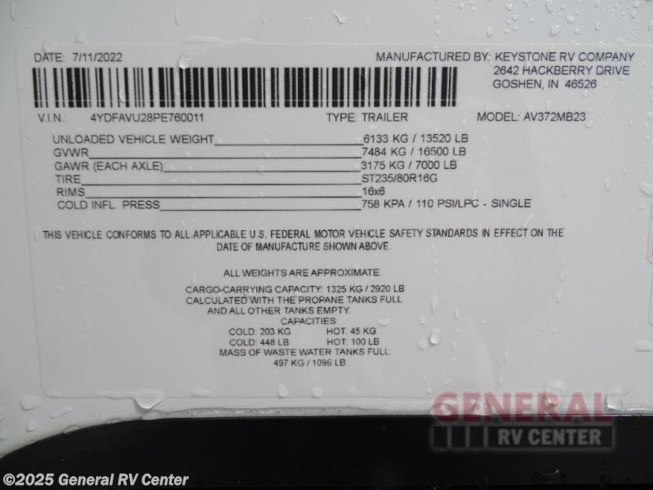 DATE: 7/11/2022 MANUFACTURED BY: KEYSTONE RV COMPANY
2642 HACKBERRY DRIVE
GOSHEN, IN 46526
V.I.N.: 4YDFAVU28PE760011 TYPE: TRAILER MODEL: AV372MB23
UNLOADED VEHICLE WEIGHT 6133 KG / 13520 LB
GVWR 7484 KG / 16500 LB
GAWR (EACH AXLE) 3175 KG / 7000 LB
TIRE ST235/80R16G
RIMS 16x6
COLD INFL. PRESS 758 KPA / 110 PSI/LPC - SINGLE
THIS VEHICLE CONFORMS TO ALL APPLICABLE U.S. FEDERAL MOTOR VEHICLE SAFETY STANDARDS IN EFFECT ON THE
DATE OF MANUFACTURE SHOWN ABOVE.
ALL WEIGHTS ARE APPROXIMATE.
CARGO-CARRYING CAPACITY: 1325 KG / 2920 LB
CALCULATED WITH THE PROPANE TANKS FULL
AND ALL OTHER TANKS EMPTY.
CAPACITIES:
COLD: 203 KG HOT: 45 KG
COLD: 448 LB HOT: 100 LB
MASS OF WASTE WATER TANKS FULL:
497 KG / 1096 LB
GENERAL
RV CENTER
©2025 General RV Center